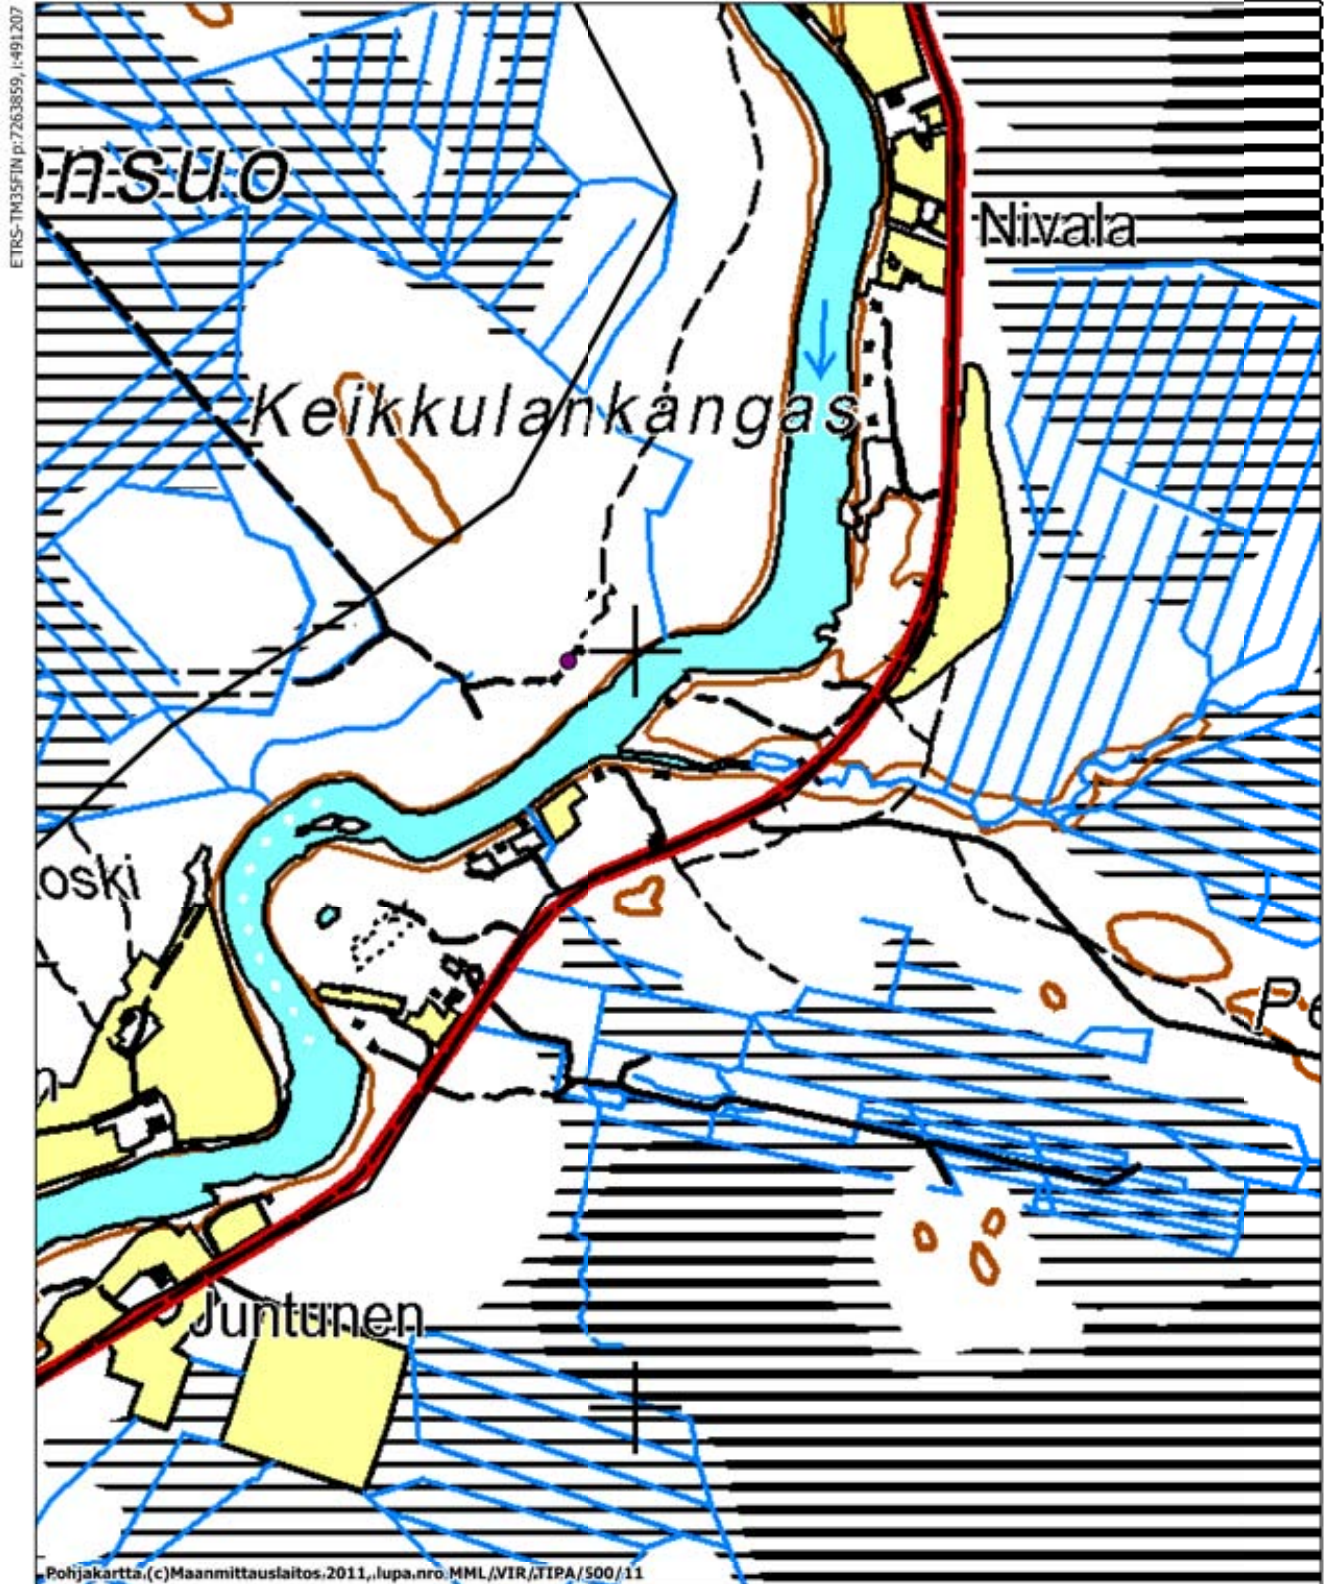 ETRS-TM35FIN p:7263859, i:491207
nsuo
Nivala
Keikkulankangas
oski
P
n
Juntunen
Pohjakartta (c)Maanmittauslaitos 2011, lupa nro MML/VIR/TIPA/500/11